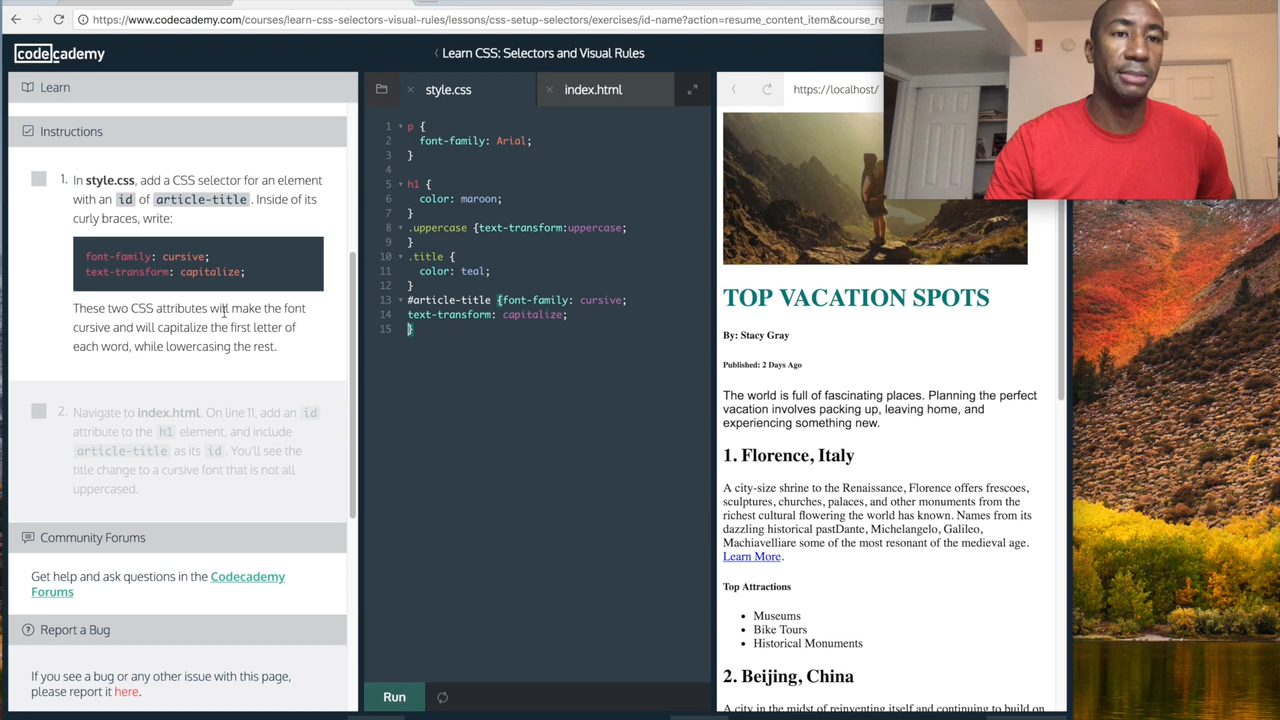 https://www.codecademy.com/courses/learn-css-selectors-visual-rules/lessons/css-setup-selectors/exercises/id-name?action=resume_content_item&course_re
codecademy
Learn CSS: Selectors and Visual Rules
Learn
Instructions
1. In style.css, add a CSS selector for an element
with an id of article-title. Inside of its
curly braces, write:
font-family: cursive;
text-transform: capitalize;
These two CSS attributes will make the font
cursive and will capitalize the first letter of
each word, while lowercasing the rest.
2. Navigate to index.html. On line 11, add an id
attribute to the h1 element, and include
article-title as its id. You'll see the
title change to a cursive font that is not all
uppercased.
Community Forums
Get help and ask questions in the Codecademy
Forums
Report a Bug
If you see a bug or any other issue with this page,
please report it here.
style.css
index.html
1 p {
2 font-family: Arial;
3 }
4
5 h1 {
6 color: maroon;
7 }
8 .uppercase {text-transform:uppercase;
9 }
10 .title {
11 color: teal;
12 }
13 #article-title {font-family: cursive;
14 text-transform: capitalize;
15 }
Run
https://localhost/
TOP VACATION SPOTS
By: Stacy Gray
Published: 2 Days Ago
The world is full of fascinating places. Planning the perfect
vacation involves packing up, leaving home, and
experiencing something new.
1. Florence, Italy
A city-size shrine to the Renaissance, Florence offers frescoes,
sculptures, churches, palaces, and other monuments from the
richest cultural flowering the world has known. Names from its
dazzling historical pastDante, Michelangelo, Galileo,
Machiavelliare some of the most resonant of the medieval age.
Learn More.
Top Attractions
• Museums
• Bike Tours
• Historical Monuments
2. Beijing, China
A city in the midst of reinventing itself and continuing to build on